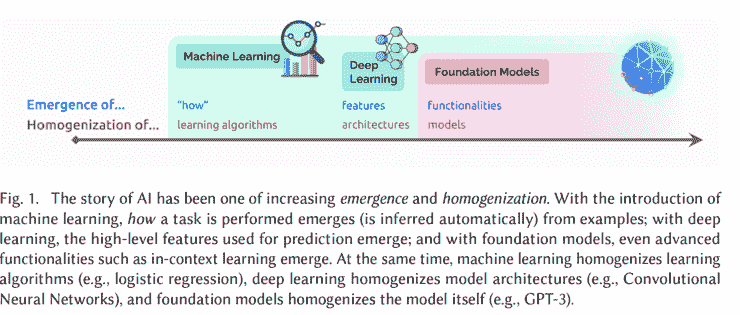 Machine Learning
Deep
Learning
Foundation Models
Emergence of... "how" features functionalities
Homogenization of... learning algorithms architectures models
Fig. 1. The story of AI has been one of increasing emergence and homogenization. With the introduction of
machine learning, how a task is performed emerges (is inferred automatically) from examples; with deep
learning, the high-level features used for prediction emerge; and with foundation models, even advanced
functionalities such as in-context learning emerge. At the same time, machine learning homogenizes learning
algorithms (e.g., logistic regression), deep learning homogenizes model architectures (e.g., Convolutional
Neural Networks), and foundation models homogenizes the model itself (e.g., GPT-3).